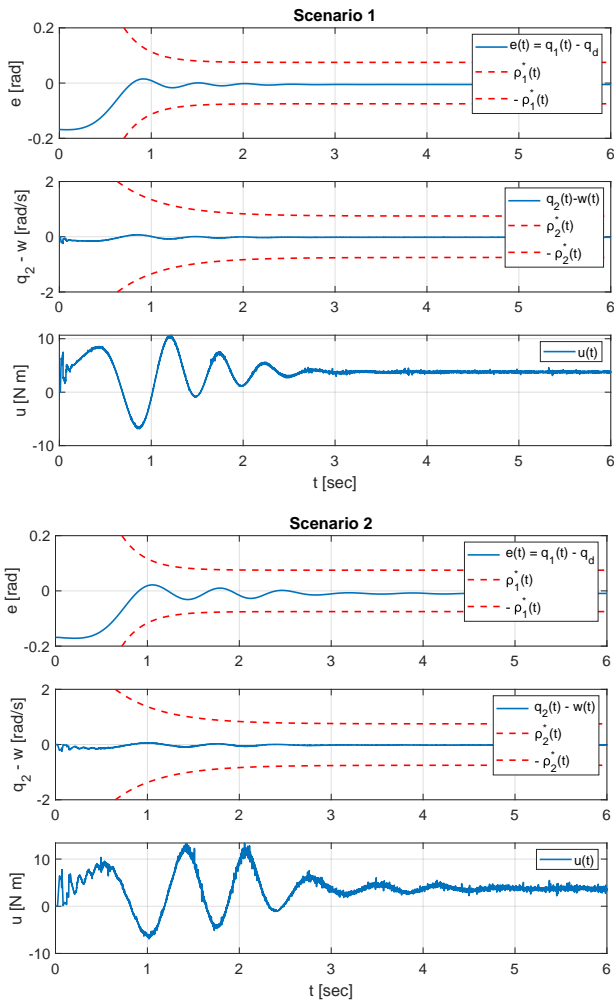 Scenario 1
0.2
0
-0.2
e [rad]
e(t) = q1(t) - qd
ρ1*(t)
- ρ1*(t)
0 1 2 3 4 5 6
2
0
-2
q2 - w [rad/s]
q2(t)-w(t)
ρ2*(t)
- ρ2*(t)
0 1 2 3 4 5 6
10
0
-10
u [N m]
u(t)
0 1 2 3 4 5 6
t [sec]
Scenario 2
0.2
0
-0.2
e [rad]
e(t) = q1(t) - qd
ρ1*(t)
- ρ1*(t)
0 1 2 3 4 5 6
2
0
-2
q2 - w [rad/s]
q2(t) - w(t)
ρ2*(t)
- ρ2*(t)
0 1 2 3 4 5 6
10
0
-10
u [N m]
u(t)
0 1 2 3 4 5 6
t [sec]